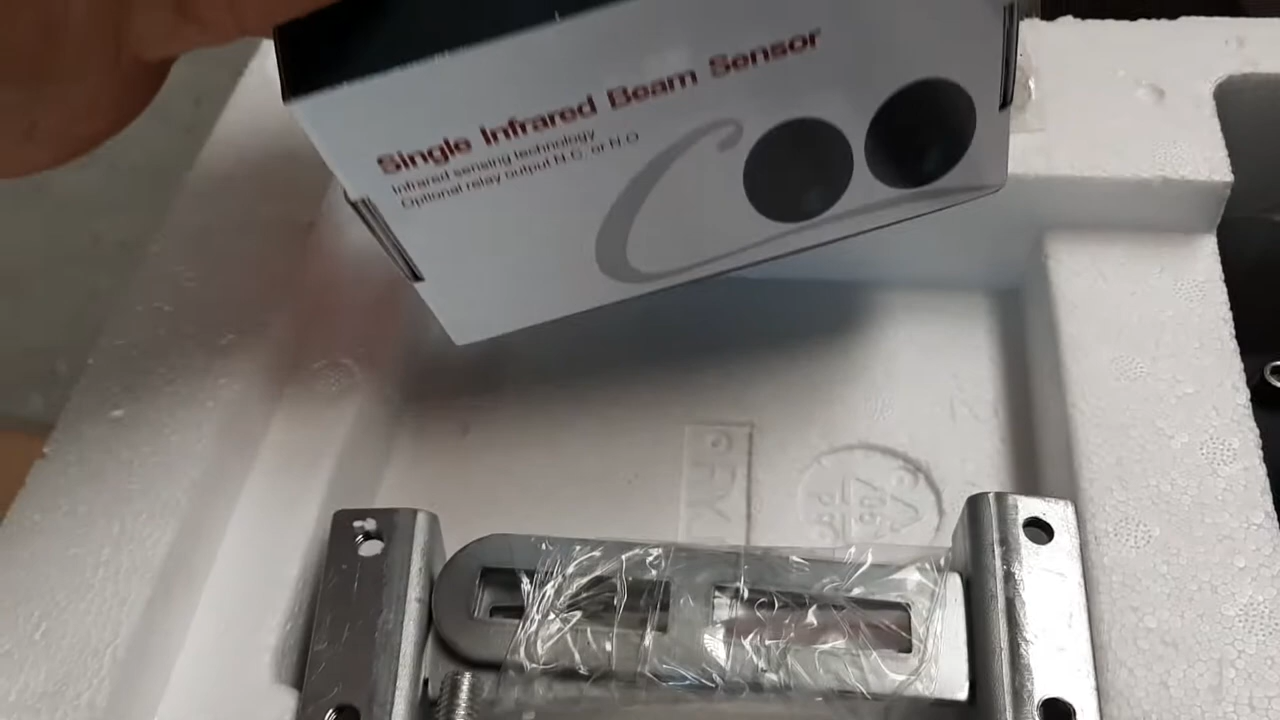 Single Infrared Beam Sensor
Infrared sensing technology
Optional relay output N.C. or N.O